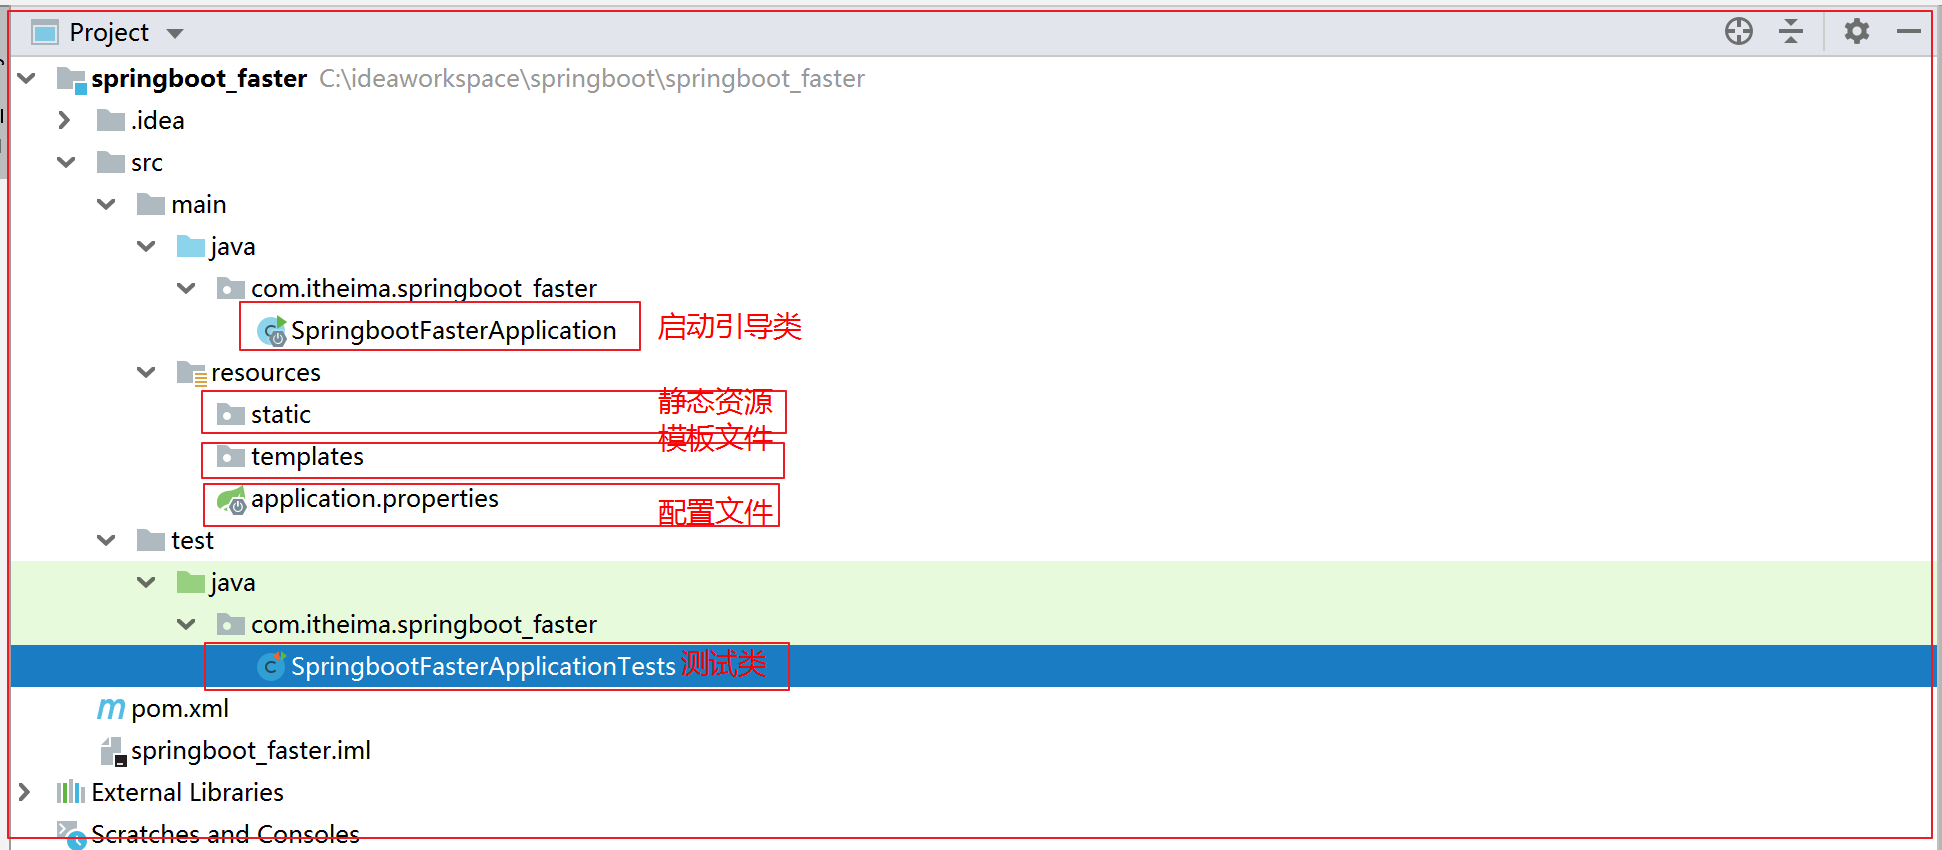 Project
springboot_faster C:\ideaworkspace\springboot\springboot_faster
.idea
src
main
java
com.itheima.springboot_faster
SpringbootFasterApplication 启动引导类
resources
static 静态资源
模板文件
templates
application.properties 配置文件
test
java
com.itheima.springboot_faster
SpringbootFasterApplicationTests 测试类
pom.xml
springboot_faster.iml
External Libraries
Scratches and Consoles